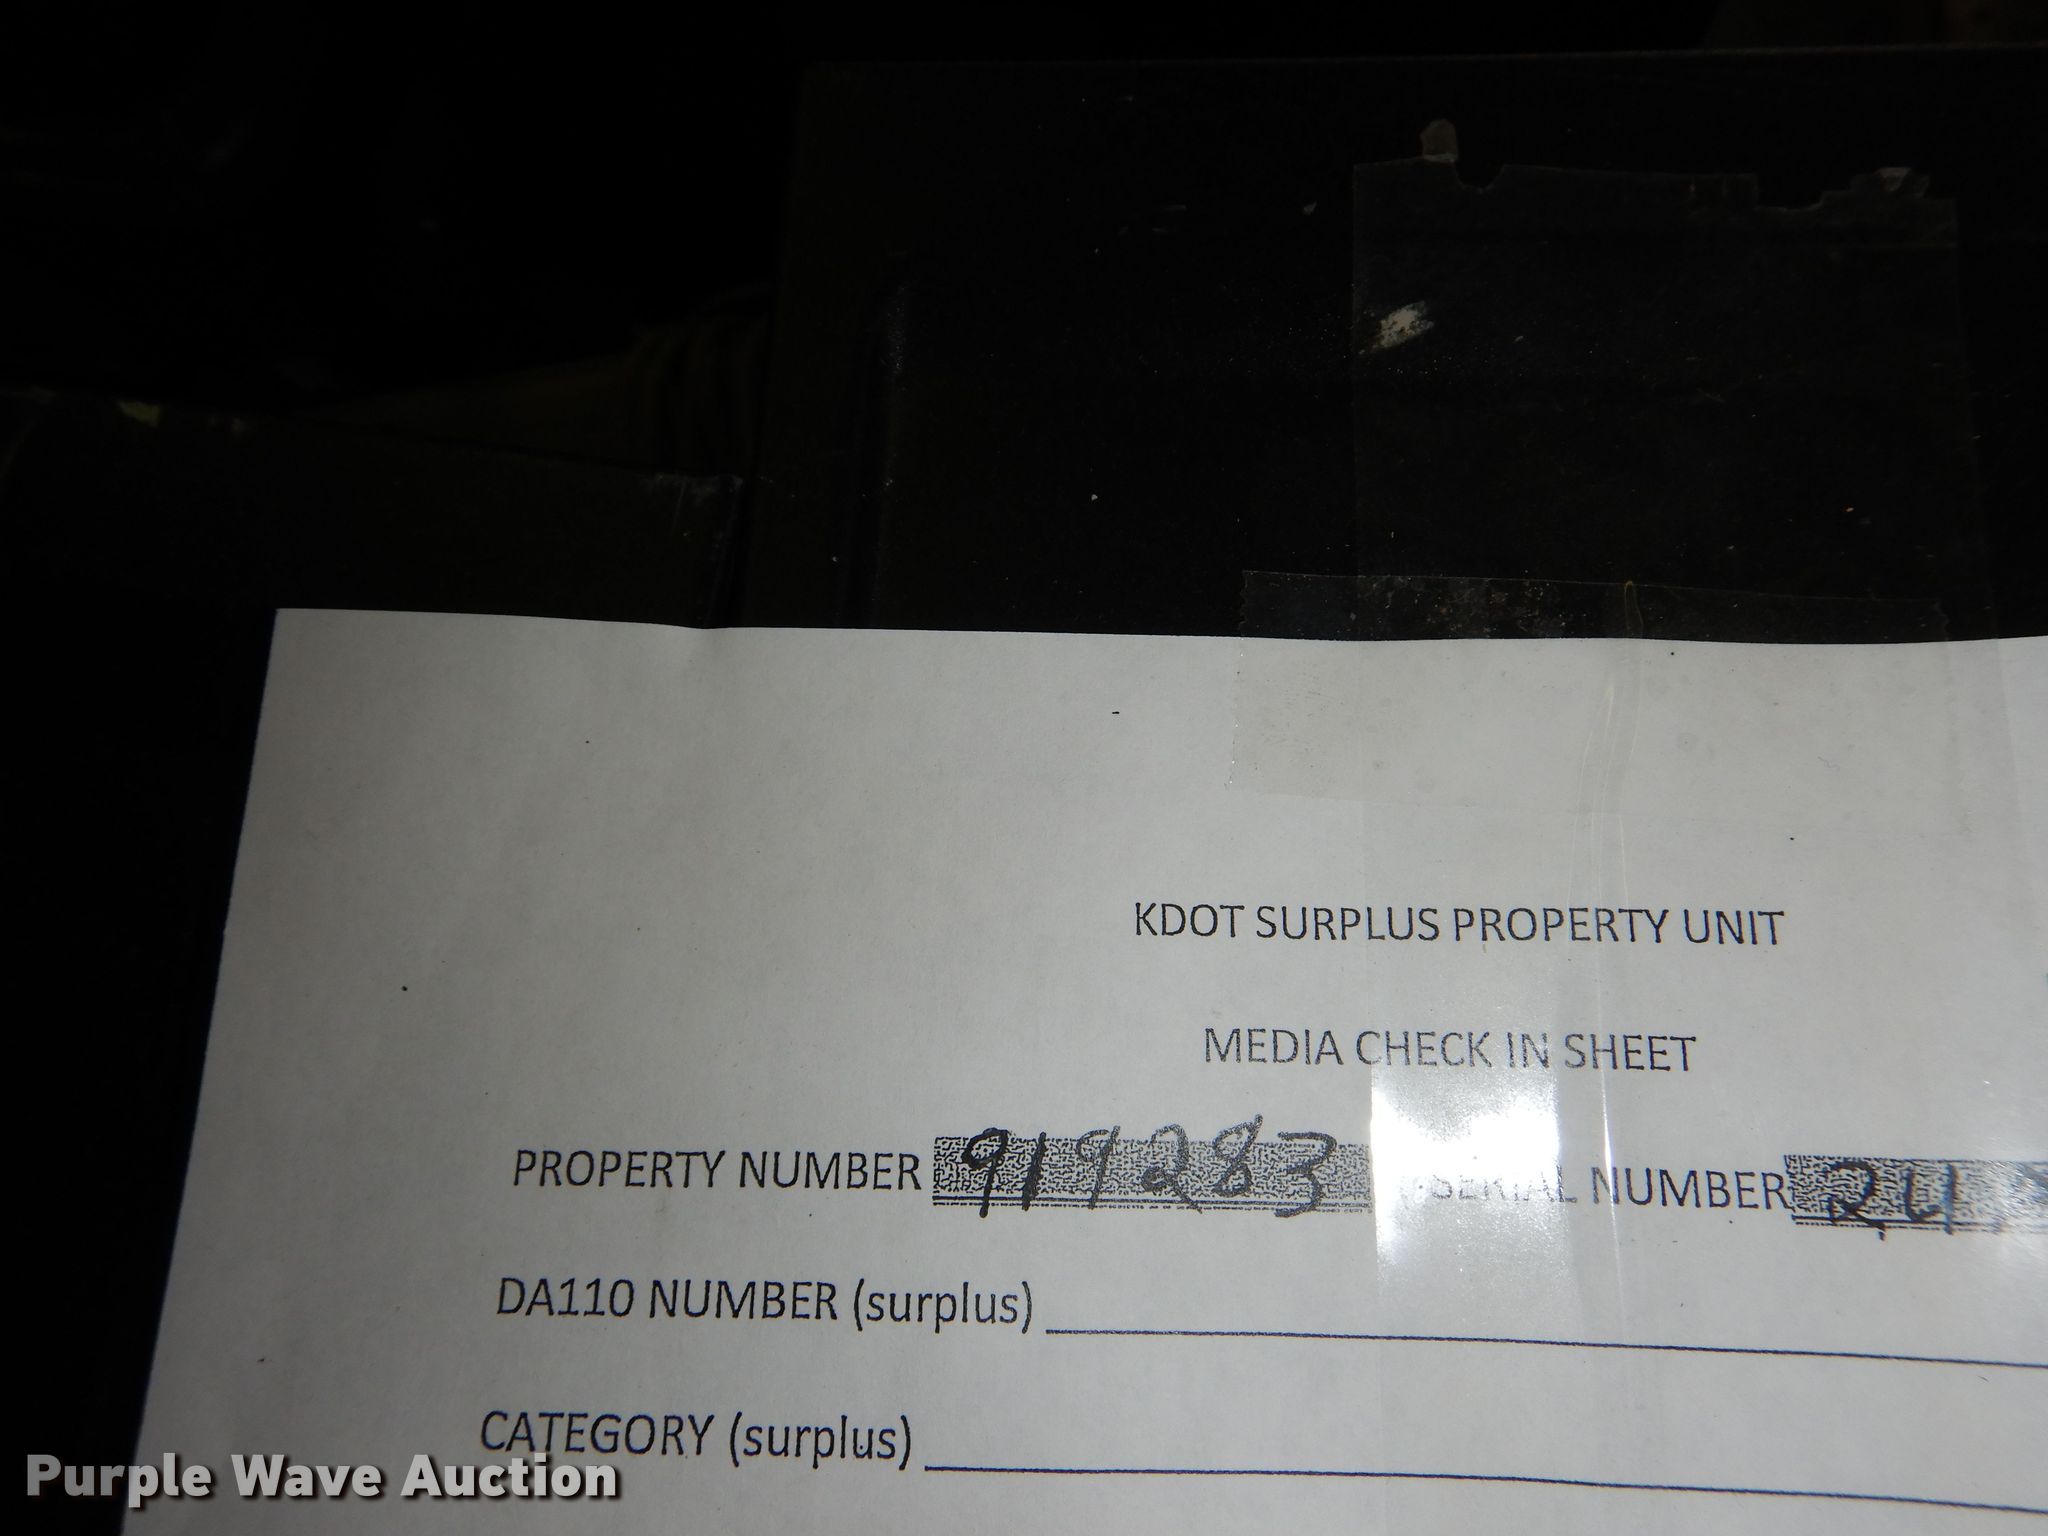 KDOT SURPLUS PROPERTY UNIT
MEDIA CHECK IN SHEET
PROPERTY NUMBER 919283 SERIAL NUMBER 24
DA110 NUMBER (surplus)
CATEGORY (surplus)
Purple Wave Auction